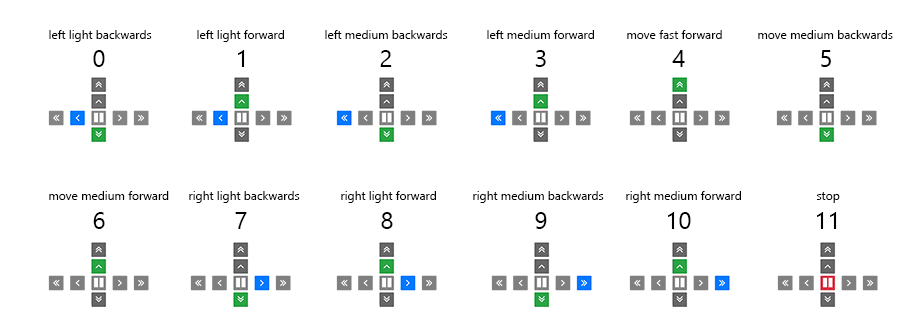 left light backwards
left light forward
left medium backwards
left medium forward
move fast forward
move medium backwards
0
1
2
3
4
5
move medium forward
right light backwards
right light forward
right medium backwards
right medium forward
stop
6
7
8
9
10
11